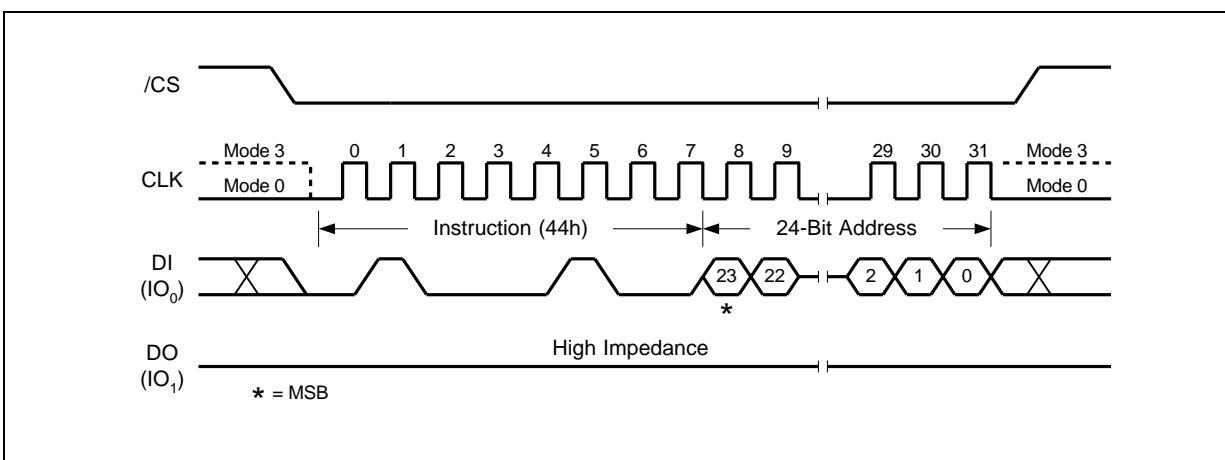 /CS
Mode 3 0 1 2 3 4 5 6 7 8 9 29 30 31 Mode 3
CLK
Mode 0 Mode 0
Instruction (44h) 24-Bit Address
DI
(IO₀)
23 22 2 1 0
*
DO
(IO₁)
High Impedance
* = MSB